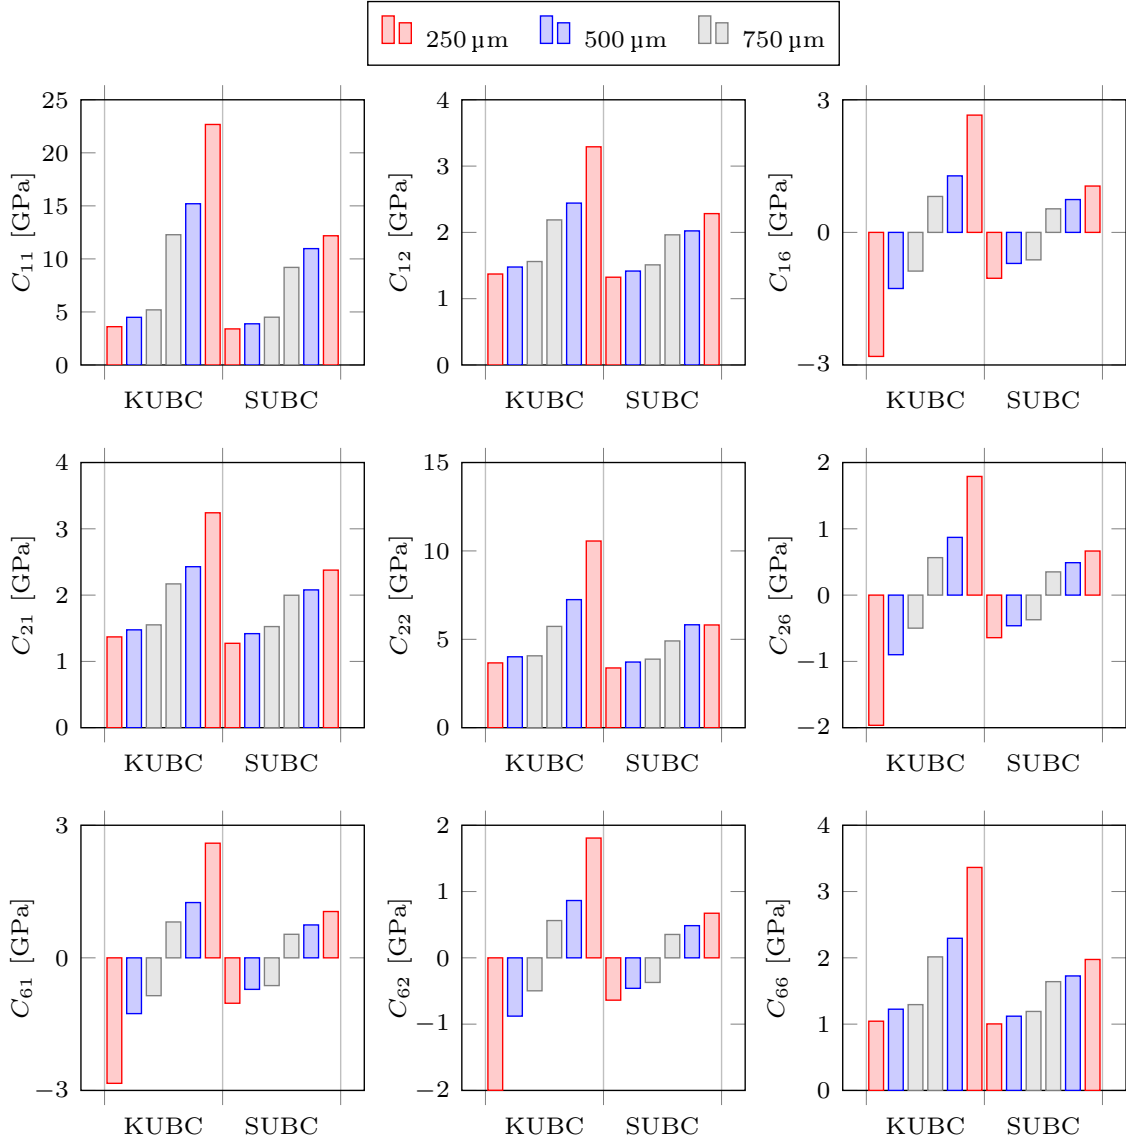 250 µm 500 µm 750 µm
25 20 15 10 5 0
C11 [GPa]
KUBC SUBC
4 3 2 1 0
C12 [GPa]
KUBC SUBC
3 0 −3
C16 [GPa]
KUBC SUBC
4 3 2 1 0
C21 [GPa]
KUBC SUBC
15 10 5 0
C22 [GPa]
KUBC SUBC
2 1 0 −1 −2
C26 [GPa]
KUBC SUBC
3 0 −3
C61 [GPa]
KUBC SUBC
2 1 0 −1 −2
C62 [GPa]
KUBC SUBC
4 3 2 1 0
C66 [GPa]
KUBC SUBC